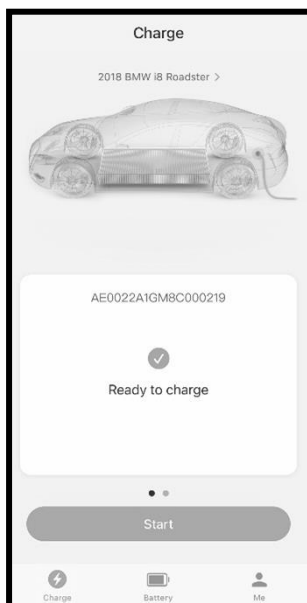 Charge
2018 BMW i8 Roadster >
AE0022A1GM8C000219
Ready to charge
Start
Charge Battery Me